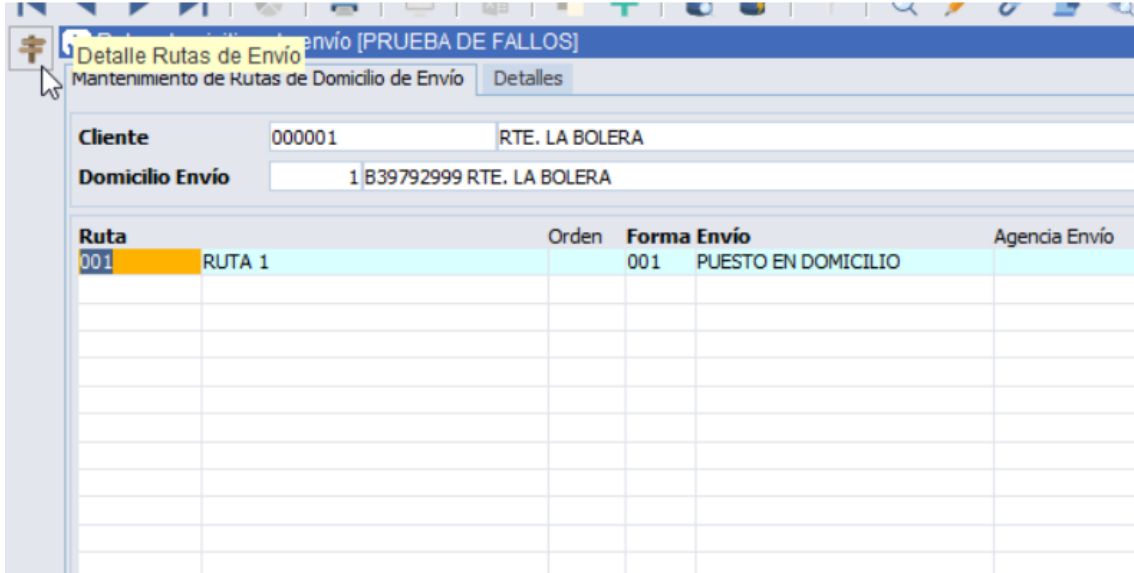 envío [PRUEBA DE FALLOS]
Detalle Rutas de Envío
Mantenimiento de Rutas de Domicilio de Envío Detalles
Cliente 000001 RTE. LA BOLERA
Domicilio Envío 1 B39792999 RTE. LA BOLERA
Ruta Orden Forma Envío Agencia Envío
001 RUTA 1 001 PUESTO EN DOMICILIO